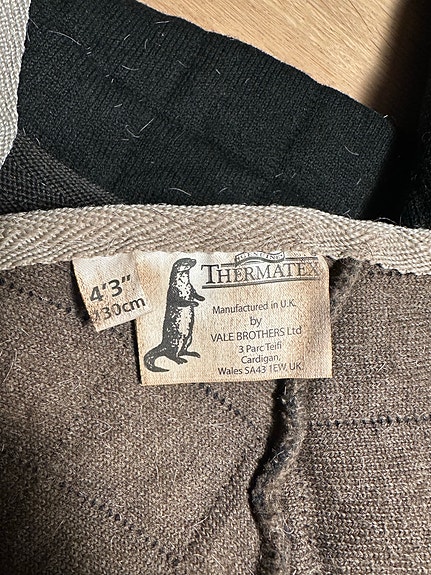 4'3"
130cm
THERMATEX
Manufactured in U.K.
by
VALE BROTHERS Ltd
3 Parc Teifi
Cardigan,
Wales SA43 1EW, UK.